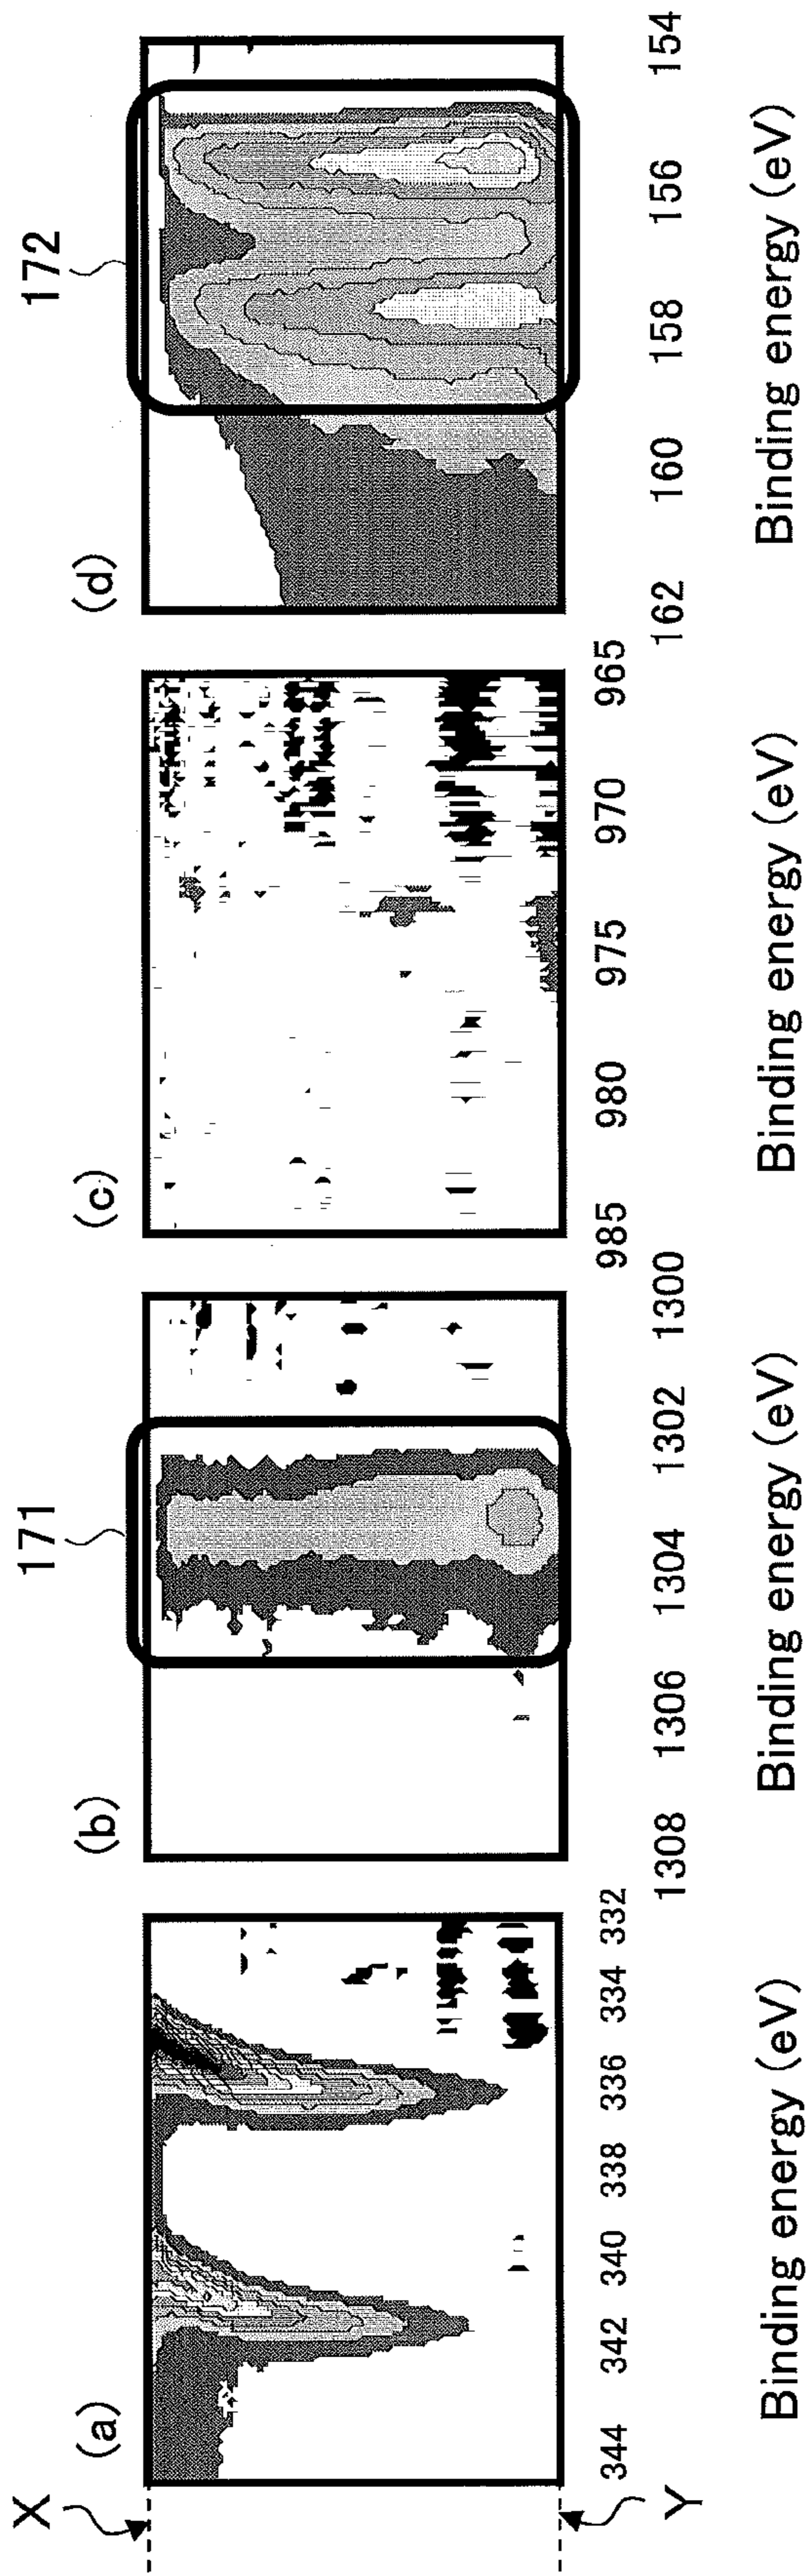 X
Y
(a)
344 342 340 338 336 334 332
Binding energy (eV)
(b)
171
1308 1306 1304 1302 1300
Binding energy (eV)
(c)
985 980 975 970 965
Binding energy (eV)
(d)
172
162 160 158 156 154
Binding energy (eV)